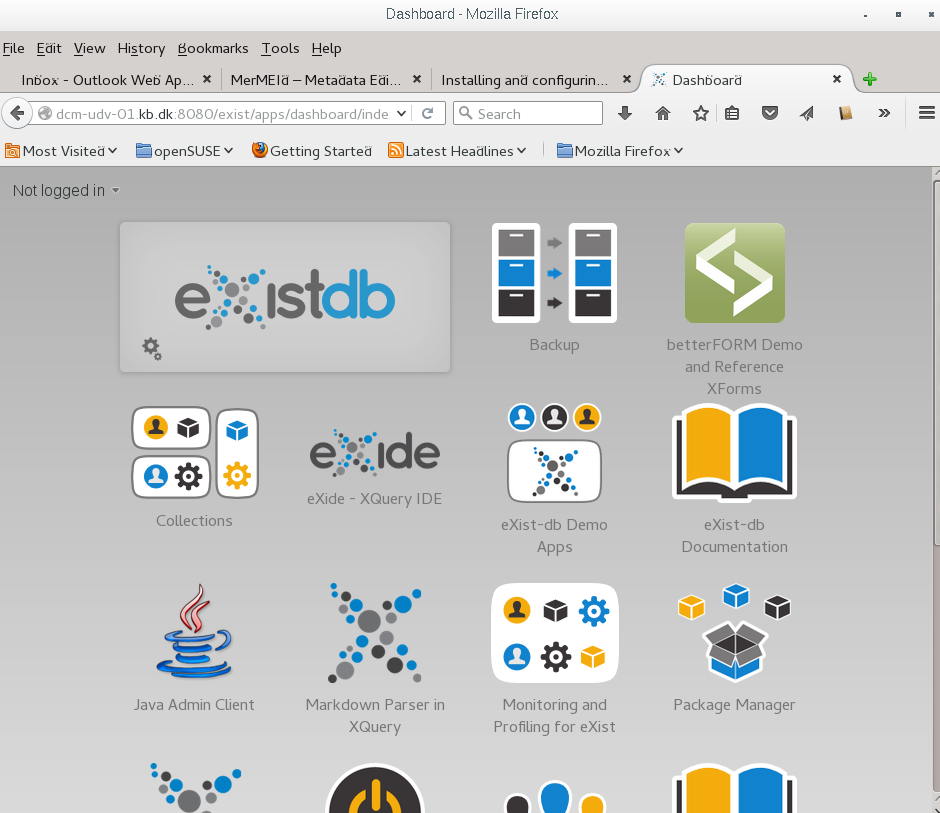 Dashboard - Mozilla Firefox
File Edit View History Bookmarks Tools Help
Inbox - Outlook Web Ap... MerMEId – Metadata Edi... Installing and configurin... Dashboard
dcm-udv-01.kb.dk:8080/exist/apps/dashboard/inde Search
Most Visited openSUSE Getting Started Latest Headlines Mozilla Firefox
Not logged in
eXistdb
Backup
betterFORM Demo
and Reference
XForms
Collections
eXide
eXide - XQuery IDE
eXist-db Demo
Apps
eXist-db
Documentation
Java Admin Client
Markdown Parser in
XQuery
Monitoring and
Profiling for eXist
Package Manager